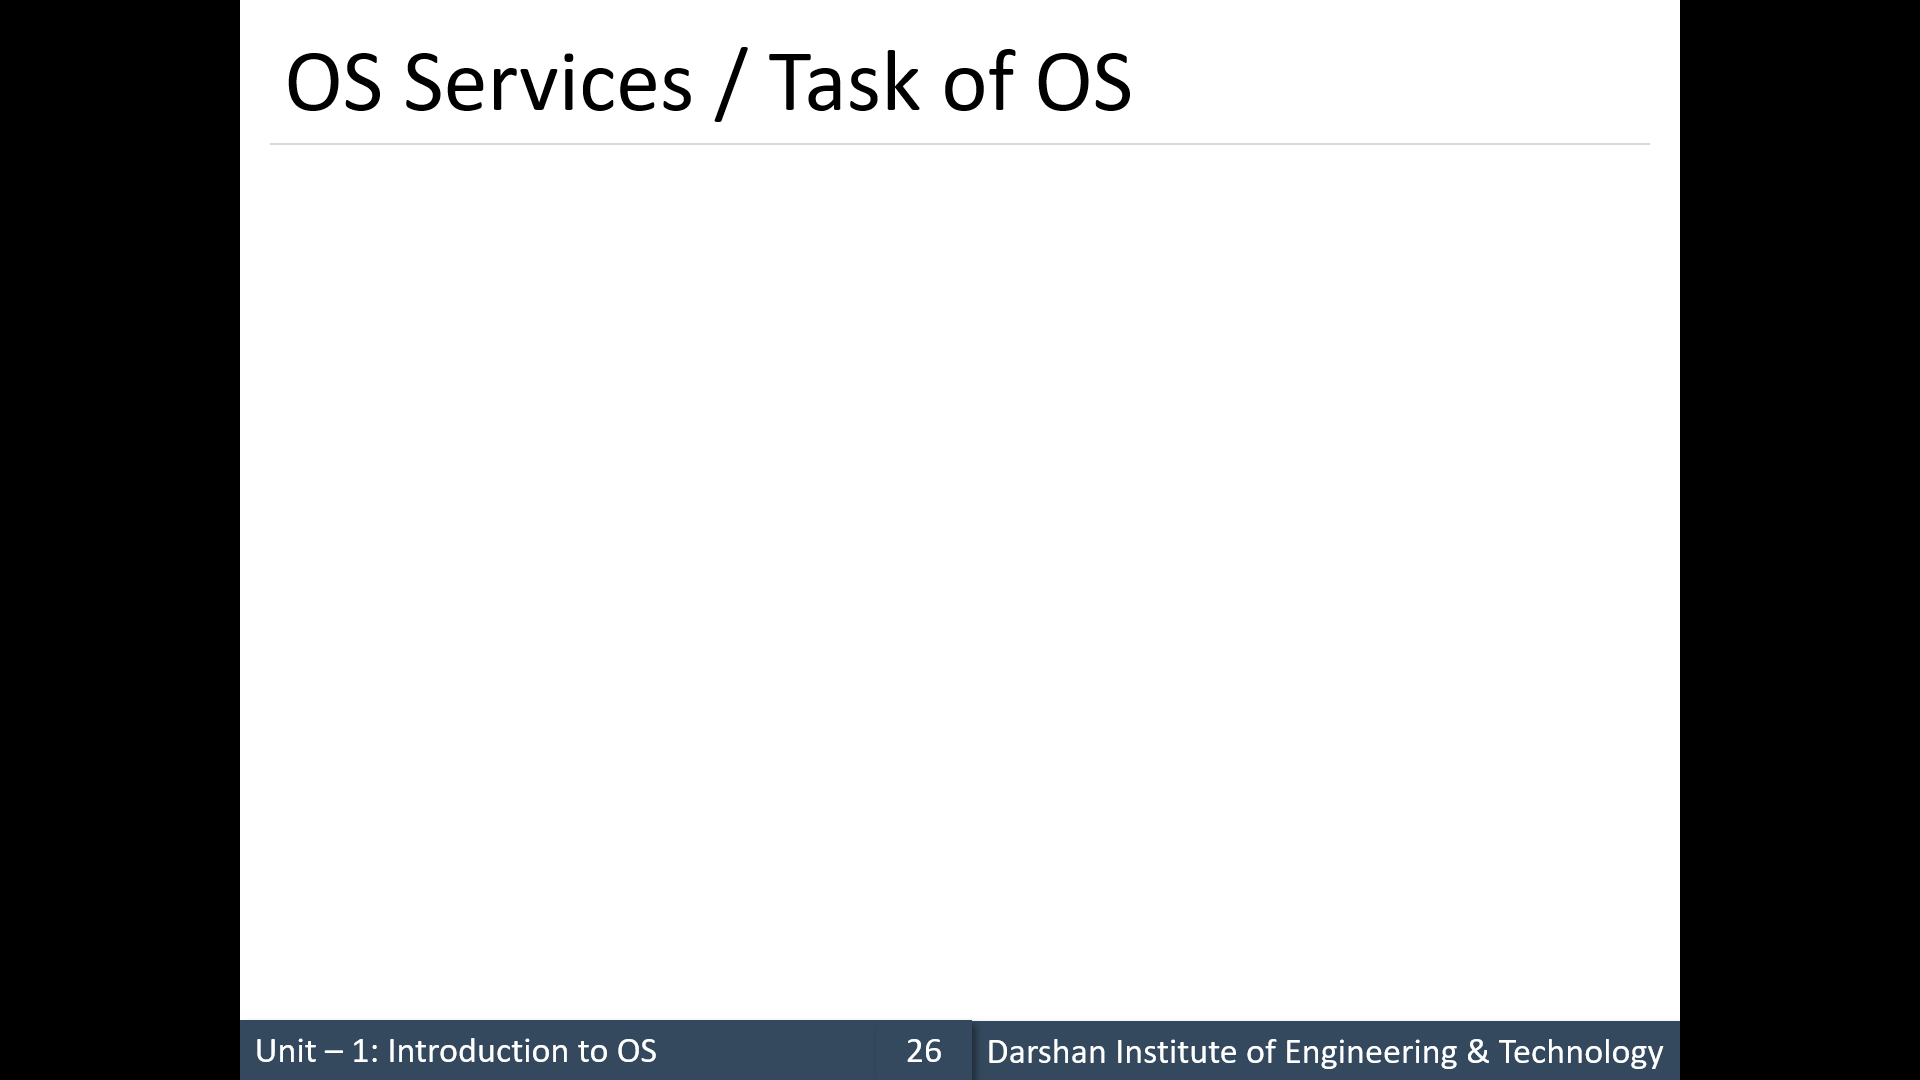 OS Services / Task of OS
Unit – 1: Introduction to OS
26
Darshan Institute of Engineering & Technology